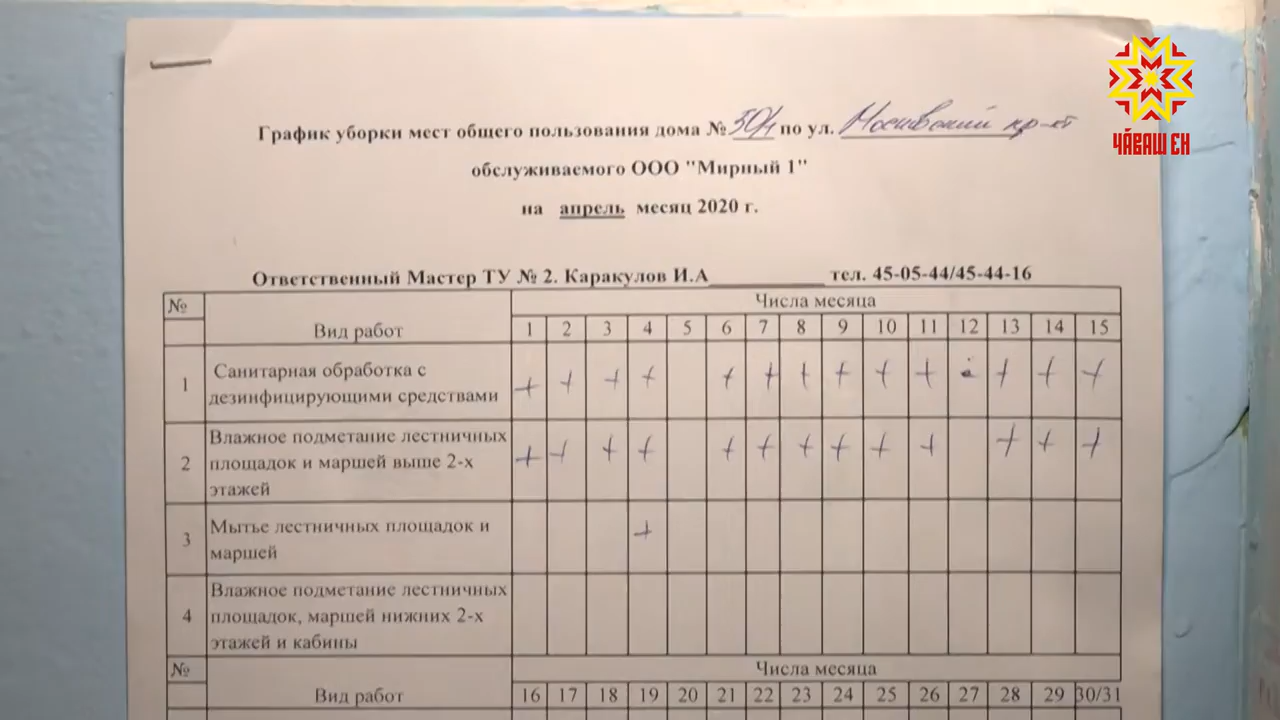 ЧӐВАШ ЕН
График уборки мест общего пользования дома № 50/1 по ул. Московский пр-кт
обслуживаемого ООО "Мирный 1"
на апрель месяц 2020 г.
Ответственный Мастер ТУ № 2. Каракулов И.А____________ тел. 45-05-44/45-44-16
№ Вид работ Числа месяца
1 2 3 4 5 6 7 8 9 10 11 12 13 14 15
1 Санитарная обработка с
дезинфицирующими средствами + + + + + + + + + + + + +
2 Влажное подметание лестничных
площадок и маршей выше 2-х
этажей + + + + + + + + + + + + +
3 Мытье лестничных площадок и
маршей +
4 Влажное подметание лестничных
площадок, маршей нижних 2-х
этажей и кабины
№ Вид работ Числа месяца
16 17 18 19 20 21 22 23 24 25 26 27 28 29 30/31